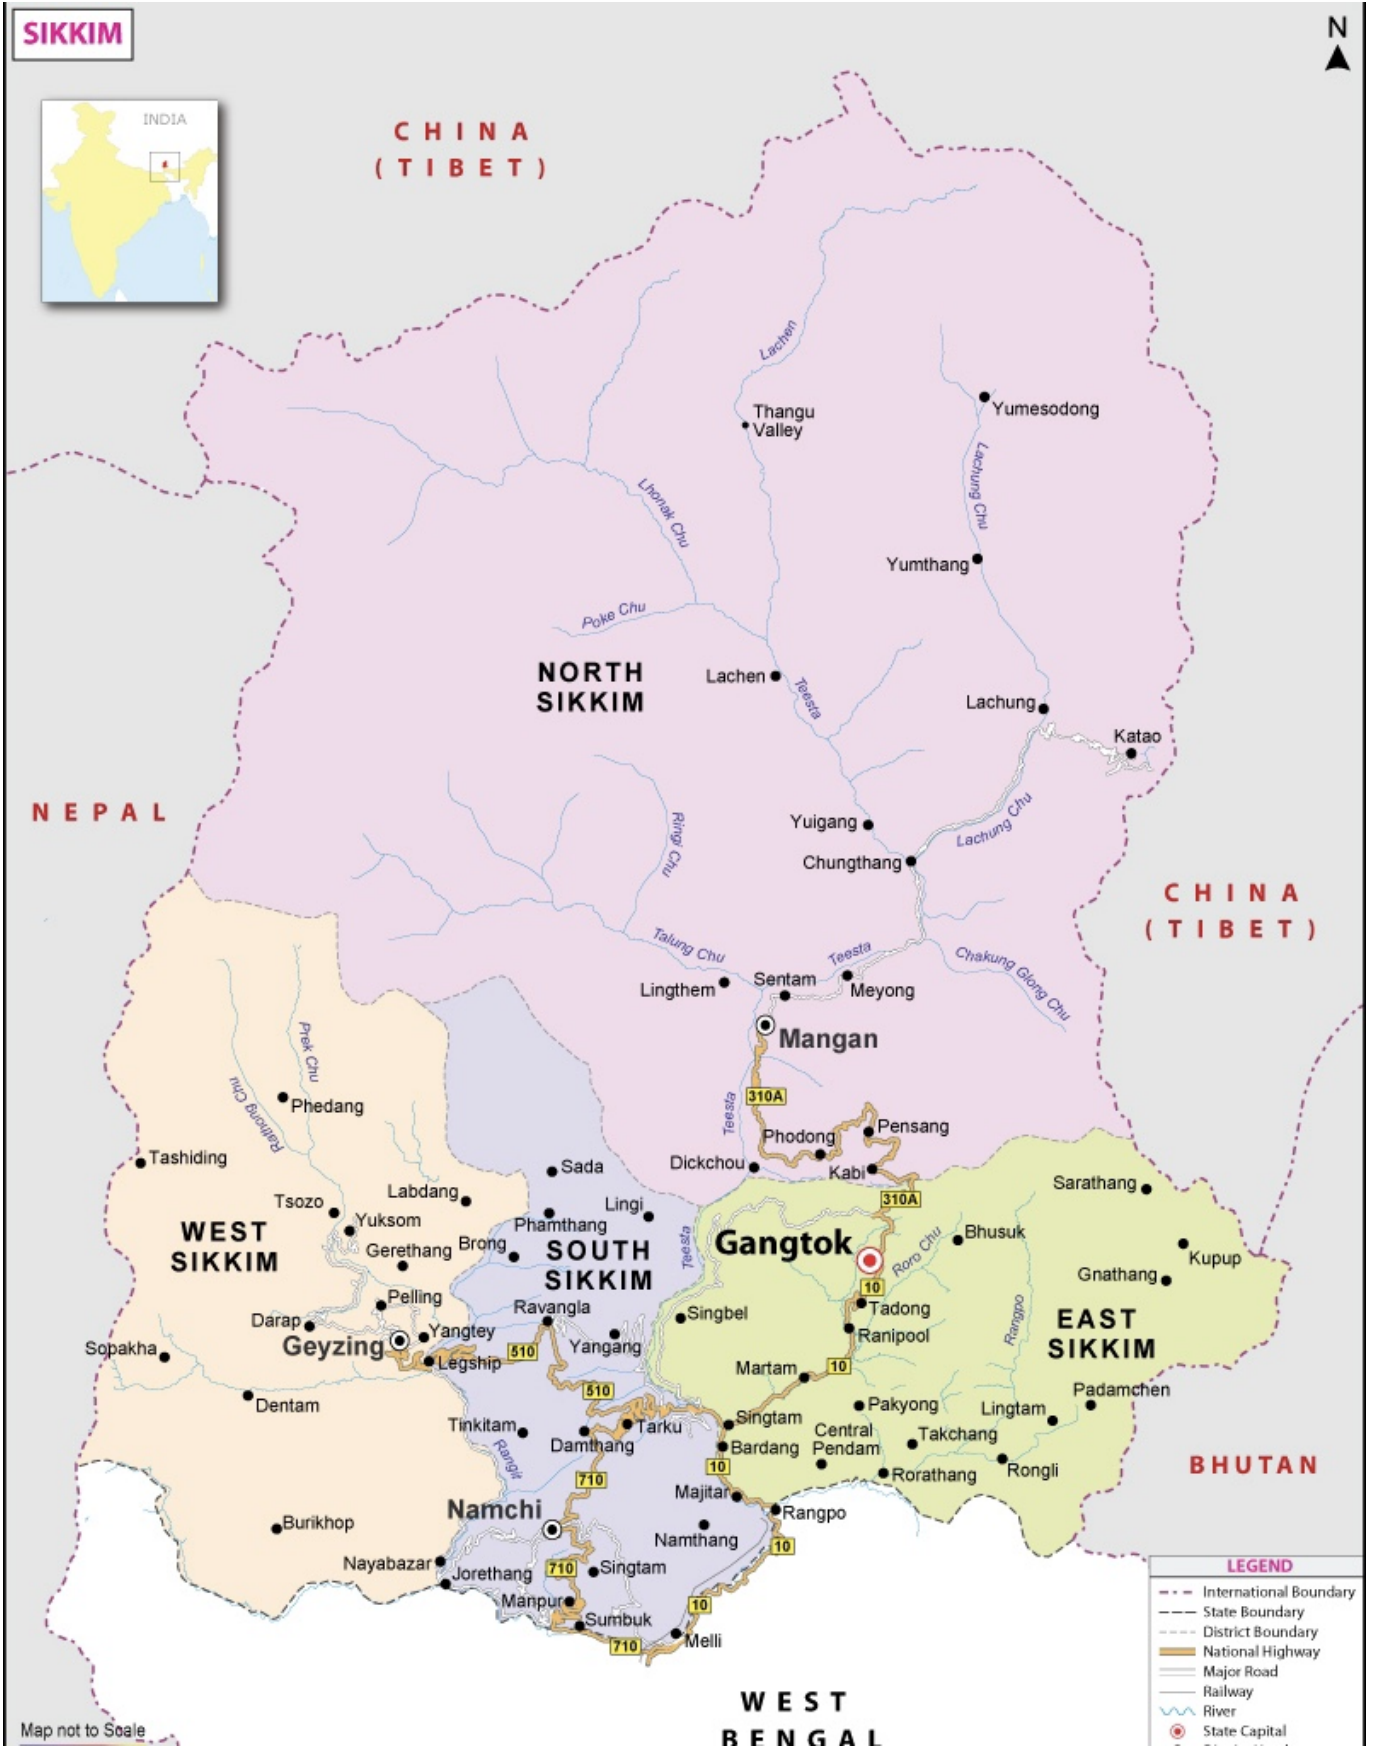 SIKKIM
N
INDIA
CHINA
(TIBET)
Lachen
Thangu
Valley
Yumesodong
Lachung Chu
Lhonak Chu
Yumthang
Poke Chu
NORTH
SIKKIM
Lachen
Teesta
Lachung
Katao
NEPAL
Ringi Chu
Yuigang
Lachung Chu
Chungthang
CHINA
(TIBET)
Talung Chu
Teesta
Chakung Glong Chu
Lingthem
Sentam
Meyong
Mangan
Prek Chu
Rathong Chu
Phedang
310A
Teesta
Phodong
Pensang
Tashiding
Sada
Dickchou
Kabi
Sarathang
Labdang
310A
Tsozo
Phamthang
Lingi
Yuksom
WEST
SIKKIM
Gerethang
Brong
SOUTH
SIKKIM
Teesta
Gangtok
Roro Chu
Bhusuk
Kupup
Gnathang
10
Pelling
Ravangla
Singbel
Tadong
Rangpo
EAST
SIKKIM
Darap
Geyzing
Yangtey
Yangang
Ranipool
Sopakha
Legship
510
Martam
10
Dentam
510
Padamchen
Pakyong
Lingtam
Tinkitam
Damthang
Tarku
Singtam
Central
Pendam
Takchang
Bardang
Rangit
710
10
Rorathang
Rongli
BHUTAN
Majitar
Namchi
Rangpo
Burikhop
Namthang
10
Nayabazar
Jorethang
710
Singtam
Manpur
10
Sumbuk
710
Melli
WEST
BENGAL
Map not to Scale
LEGEND
International Boundary
State Boundary
District Boundary
National Highway
Major Road
Railway
River
State Capital